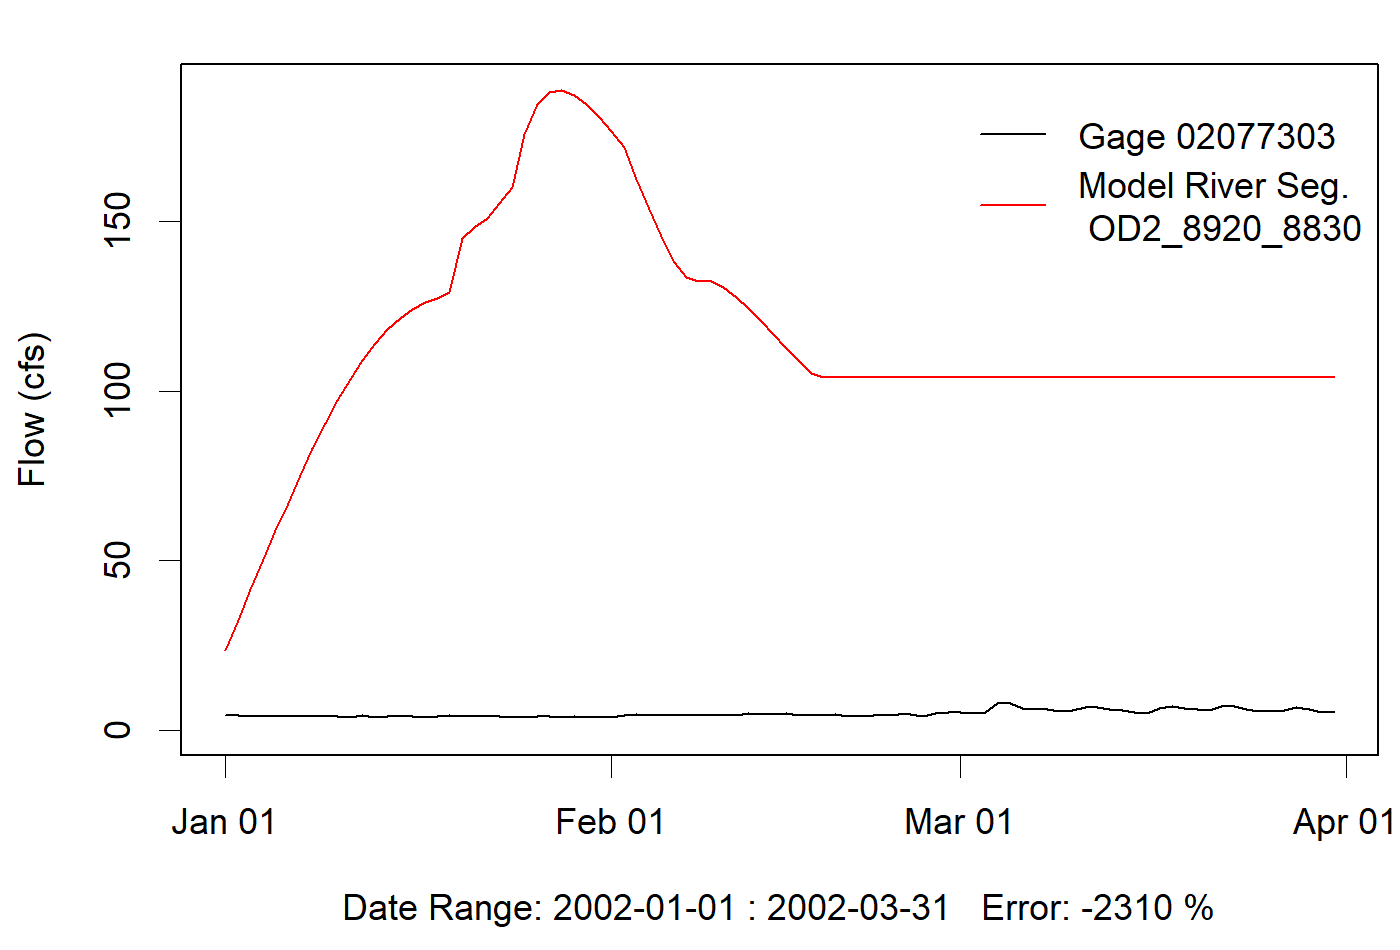 Gage 02077303
Model River Seg.
OD2_8920_8830
Flow (cfs)
150
100
50
0
Jan 01
Feb 01
Mar 01
Apr 01
Date Range: 2002-01-01 : 2002-03-31 Error: -2310 %